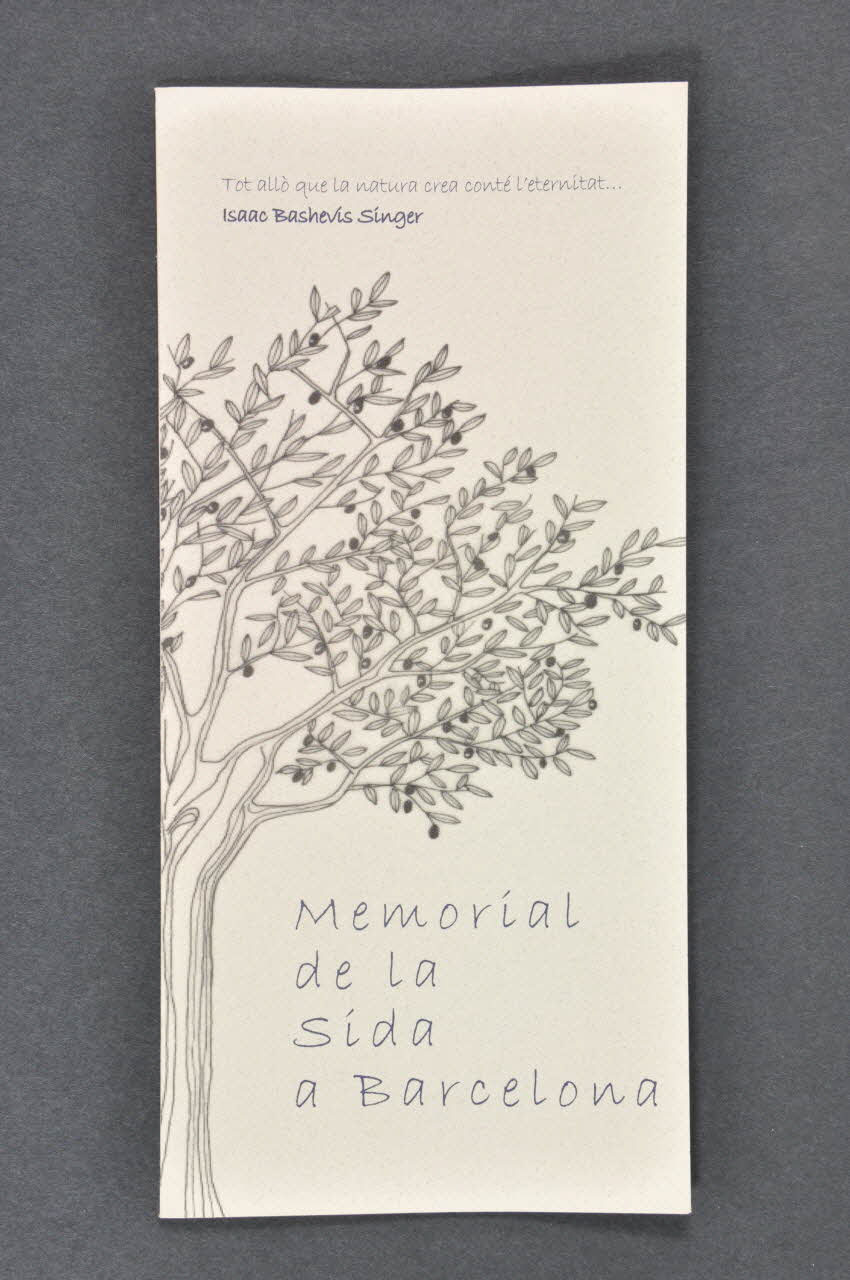 Tot allò que la natura crea conté l'eternitat...
Isaac Bashevis Singer
Memorial
de la
Sida
a Barcelona